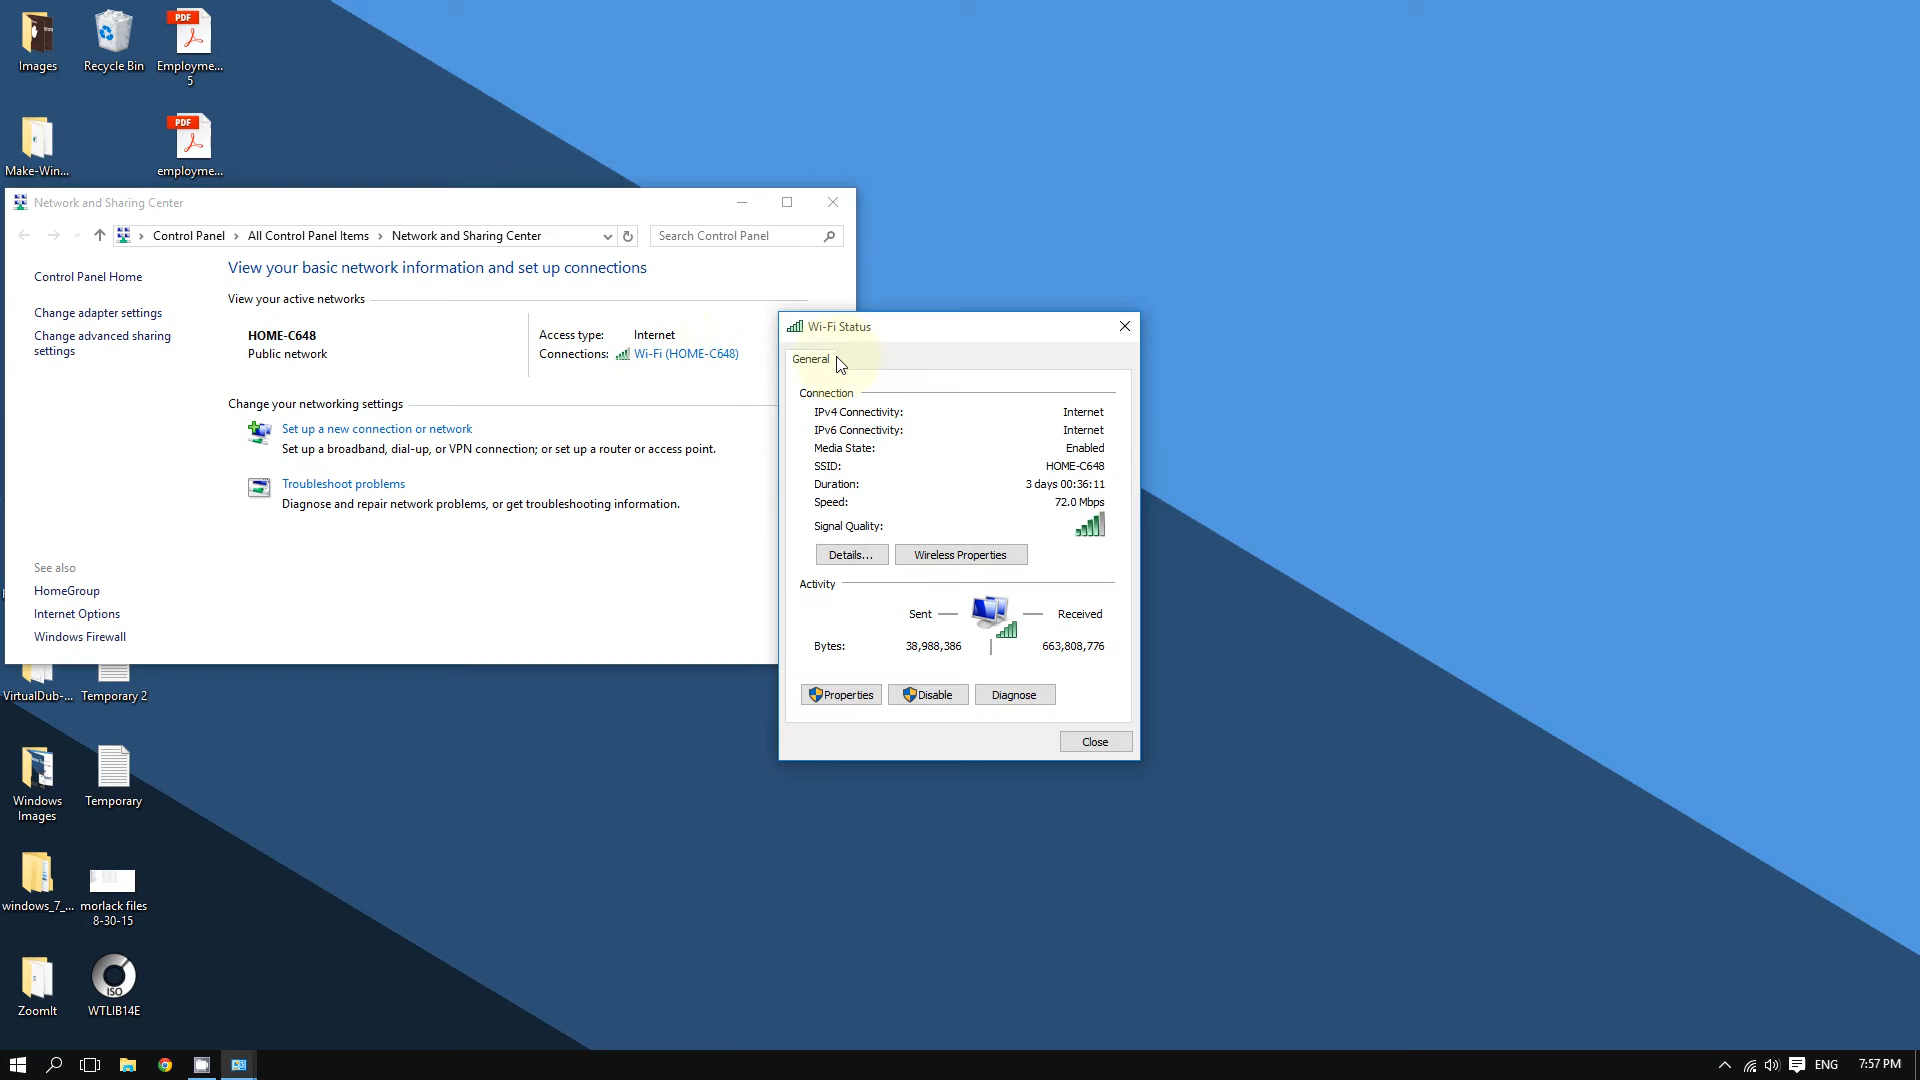 Images
Recycle Bin
PDF
Employme...
5
Make-Win...
PDF
employme...
Network and Sharing Center
Control Panel
All Control Panel Items
Network and Sharing Center
Search Control Panel
Control Panel Home
Change adapter settings
Change advanced sharing
settings
See also
HomeGroup
Internet Options
Windows Firewall
View your basic network information and set up connections
View your active networks
HOME-C648
Public network
Access type: Internet
Connections: Wi-Fi (HOME-C648)
Change your networking settings
Set up a new connection or network
Set up a broadband, dial-up, or VPN connection; or set up a router or access point.
Troubleshoot problems
Diagnose and repair network problems, or get troubleshooting information.
Wi-Fi Status
General
Connection
IPv4 Connectivity: Internet
IPv6 Connectivity: Internet
Media State: Enabled
SSID: HOME-C648
Duration: 3 days 00:36:11
Speed: 72.0 Mbps
Signal Quality:
Details...
Wireless Properties
Activity
Sent
Received
Bytes: 38,988,386 663,808,776
Properties
Disable
Diagnose
Close
VirtualDub-...
Temporary 2
Windows
Images
Temporary
windows_7_...
morlack files
8-30-15
ZoomIt
ISO
WTLIB14E
ENG
7:57 PM